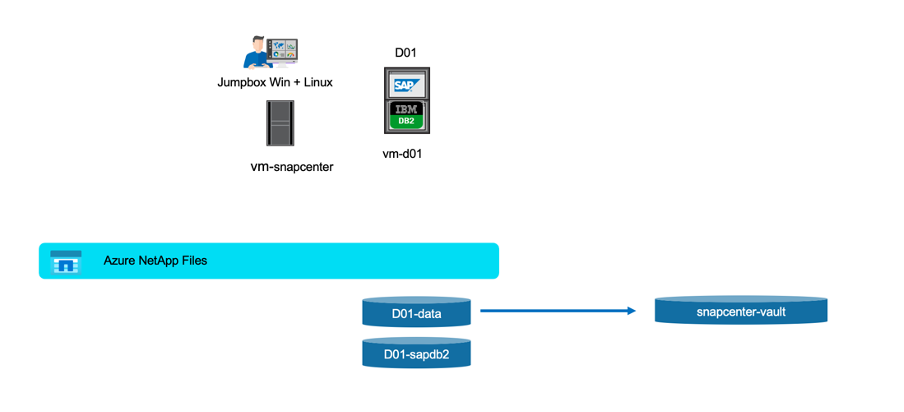 D01
Jumpbox Win + Linux
SAP
IBM
DB2
vm-d01
vm-snapcenter
Azure NetApp Files
D01-data
snapcenter-vault
D01-sapdb2